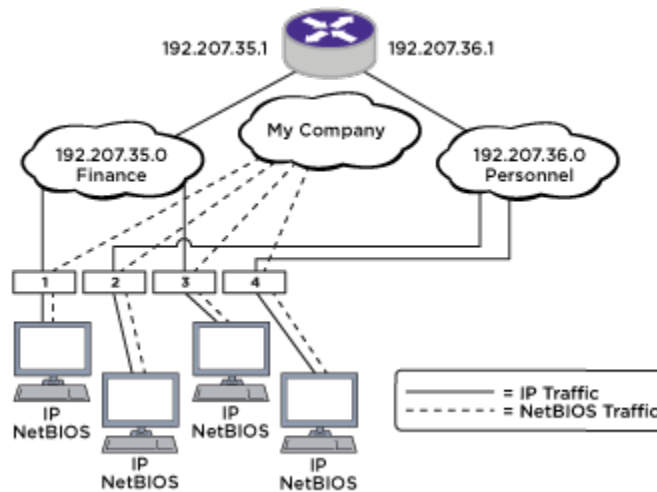 192.207.35.1
192.207.36.1
My Company
192.207.35.0
Finance
192.207.36.0
Personnel
1
2
3
4
IP
NetBIOS
IP
NetBIOS
IP
NetBIOS
IP
NetBIOS
= IP Traffic
= NetBIOS Traffic